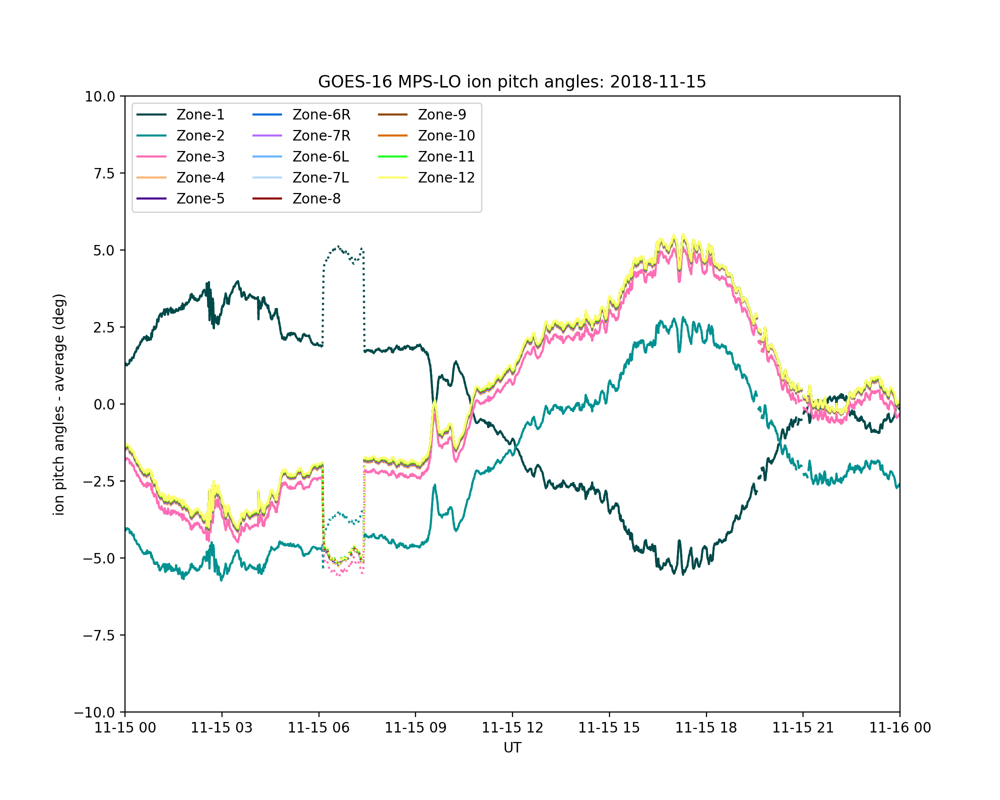 GOES-16 MPS-LO ion pitch angles: 2018-11-15
10.0
7.5
5.0
2.5
0.0
−2.5
−5.0
−7.5
−10.0
ion pitch angles - average (deg)
Zone-1
Zone-2
Zone-3
Zone-4
Zone-5
Zone-6R
Zone-7R
Zone-6L
Zone-7L
Zone-8
Zone-9
Zone-10
Zone-11
Zone-12
11-15 00
11-15 03
11-15 06
11-15 09
11-15 12
11-15 15
11-15 18
11-15 21
11-16 00
UT